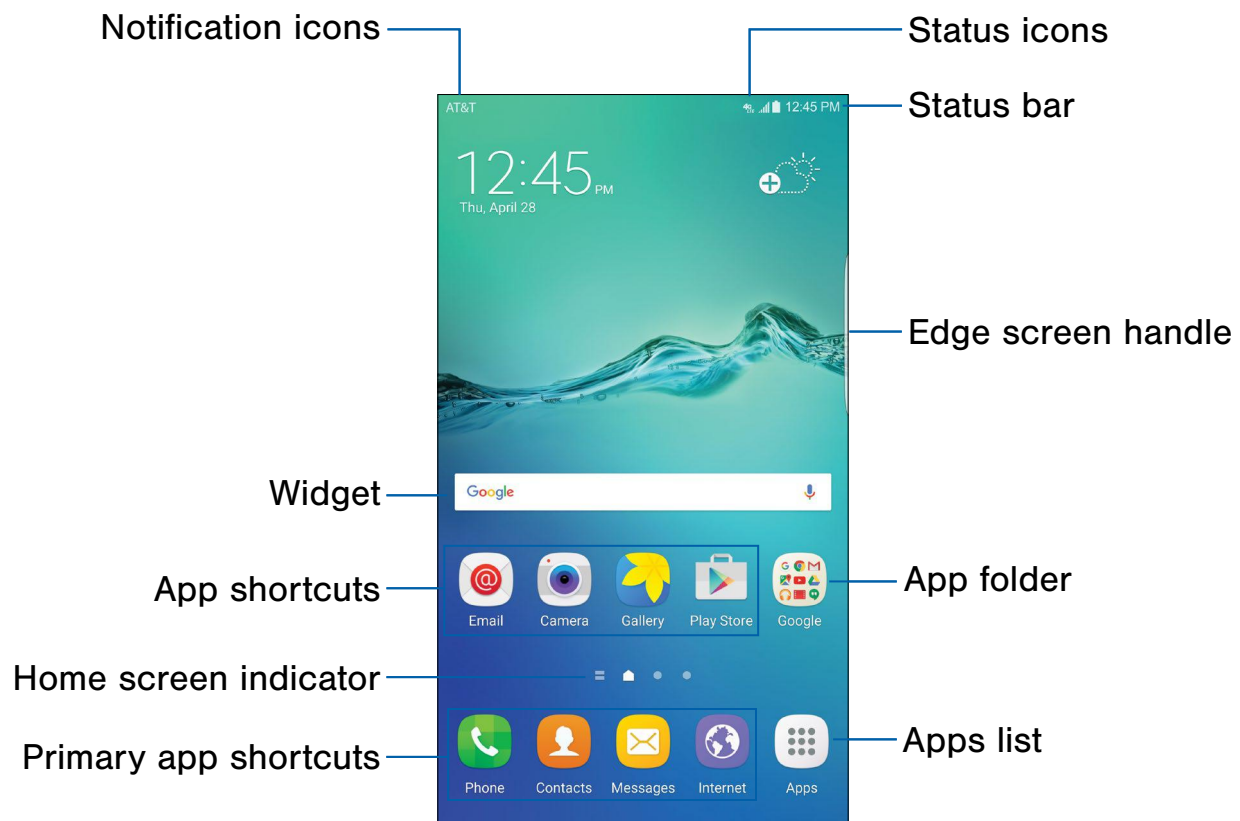 Notification icons
Status icons
AT&T
12:45 PM
Status bar
12:45 PM
Thu, April 28
Edge screen handle
Widget
Google
App shortcuts
App folder
Email Camera Gallery Play Store Google
Home screen indicator
Primary app shortcuts
Apps list
Phone Contacts Messages Internet Apps